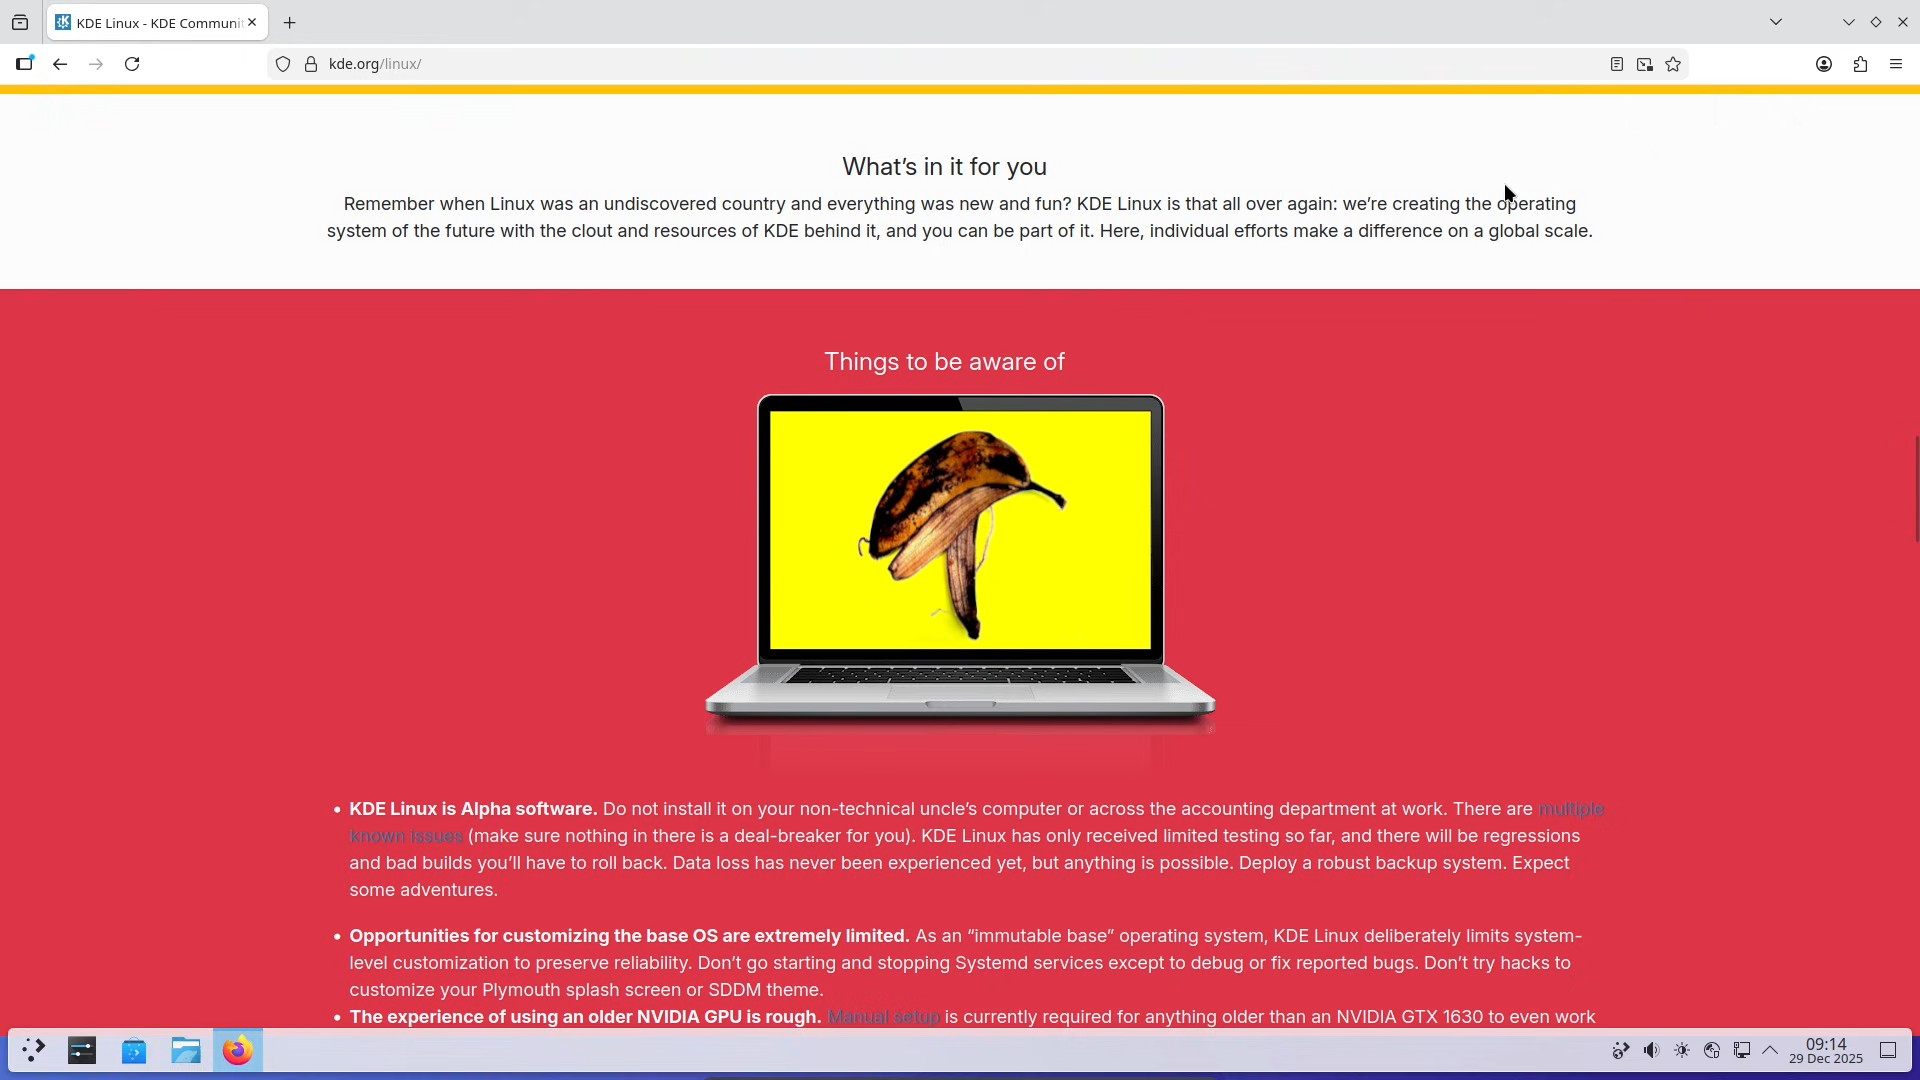 KDE Linux - KDE Communi
kde.org/linux/
What’s in it for you
Remember when Linux was an undiscovered country and everything was new and fun? KDE Linux is that all over again: we’re creating the operating
system of the future with the clout and resources of KDE behind it, and you can be part of it. Here, individual efforts make a difference on a global scale.
Things to be aware of
• KDE Linux is Alpha software. Do not install it on your non-technical uncle’s computer or across the accounting department at work. There are multiple
known issues (make sure nothing in there is a deal-breaker for you). KDE Linux has only received limited testing so far, and there will be regressions
and bad builds you’ll have to roll back. Data loss has never been experienced yet, but anything is possible. Deploy a robust backup system. Expect
some adventures.
• Opportunities for customizing the base OS are extremely limited. As an “immutable base” operating system, KDE Linux deliberately limits system-
level customization to preserve reliability. Don’t go starting and stopping Systemd services except to debug or fix reported bugs. Don’t try hacks to
customize your Plymouth splash screen or SDDM theme.
• The experience of using an older NVIDIA GPU is rough. Manual setup is currently required for anything older than an NVIDIA GTX 1630 to even work
09:14
29 Dec 2025